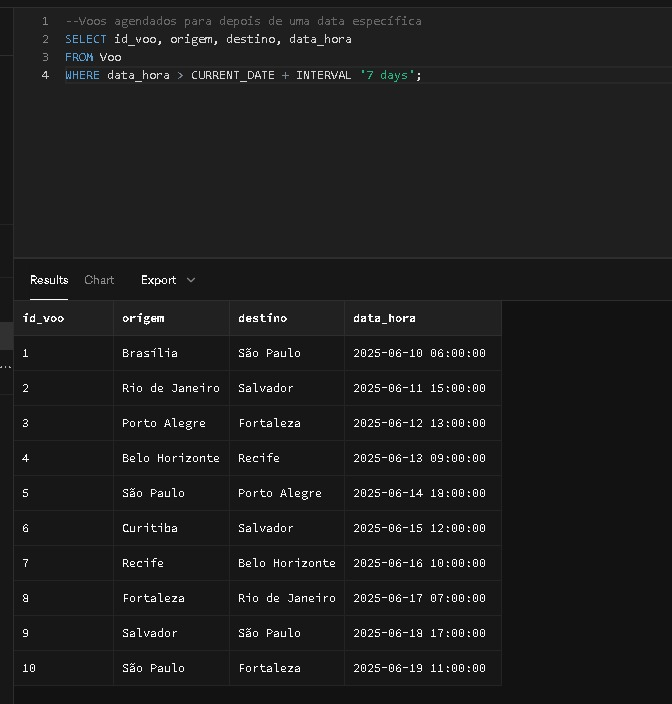 1 --Voos agendados para depois de uma data específica
2 SELECT id_voo, origem, destino, data_hora
3 FROM Voo
4 WHERE data_hora > CURRENT_DATE + INTERVAL '7 days';
Results Chart Export
id_voo origem destino data_hora
1 Brasília São Paulo 2025-06-10 06:00:00
2 Rio de Janeiro Salvador 2025-06-11 15:00:00
3 Porto Alegre Fortaleza 2025-06-12 13:00:00
4 Belo Horizonte Recife 2025-06-13 09:00:00
5 São Paulo Porto Alegre 2025-06-14 18:00:00
6 Curitiba Salvador 2025-06-15 12:00:00
7 Recife Belo Horizonte 2025-06-16 10:00:00
8 Fortaleza Rio de Janeiro 2025-06-17 07:00:00
9 Salvador São Paulo 2025-06-18 17:00:00
10 São Paulo Fortaleza 2025-06-19 11:00:00